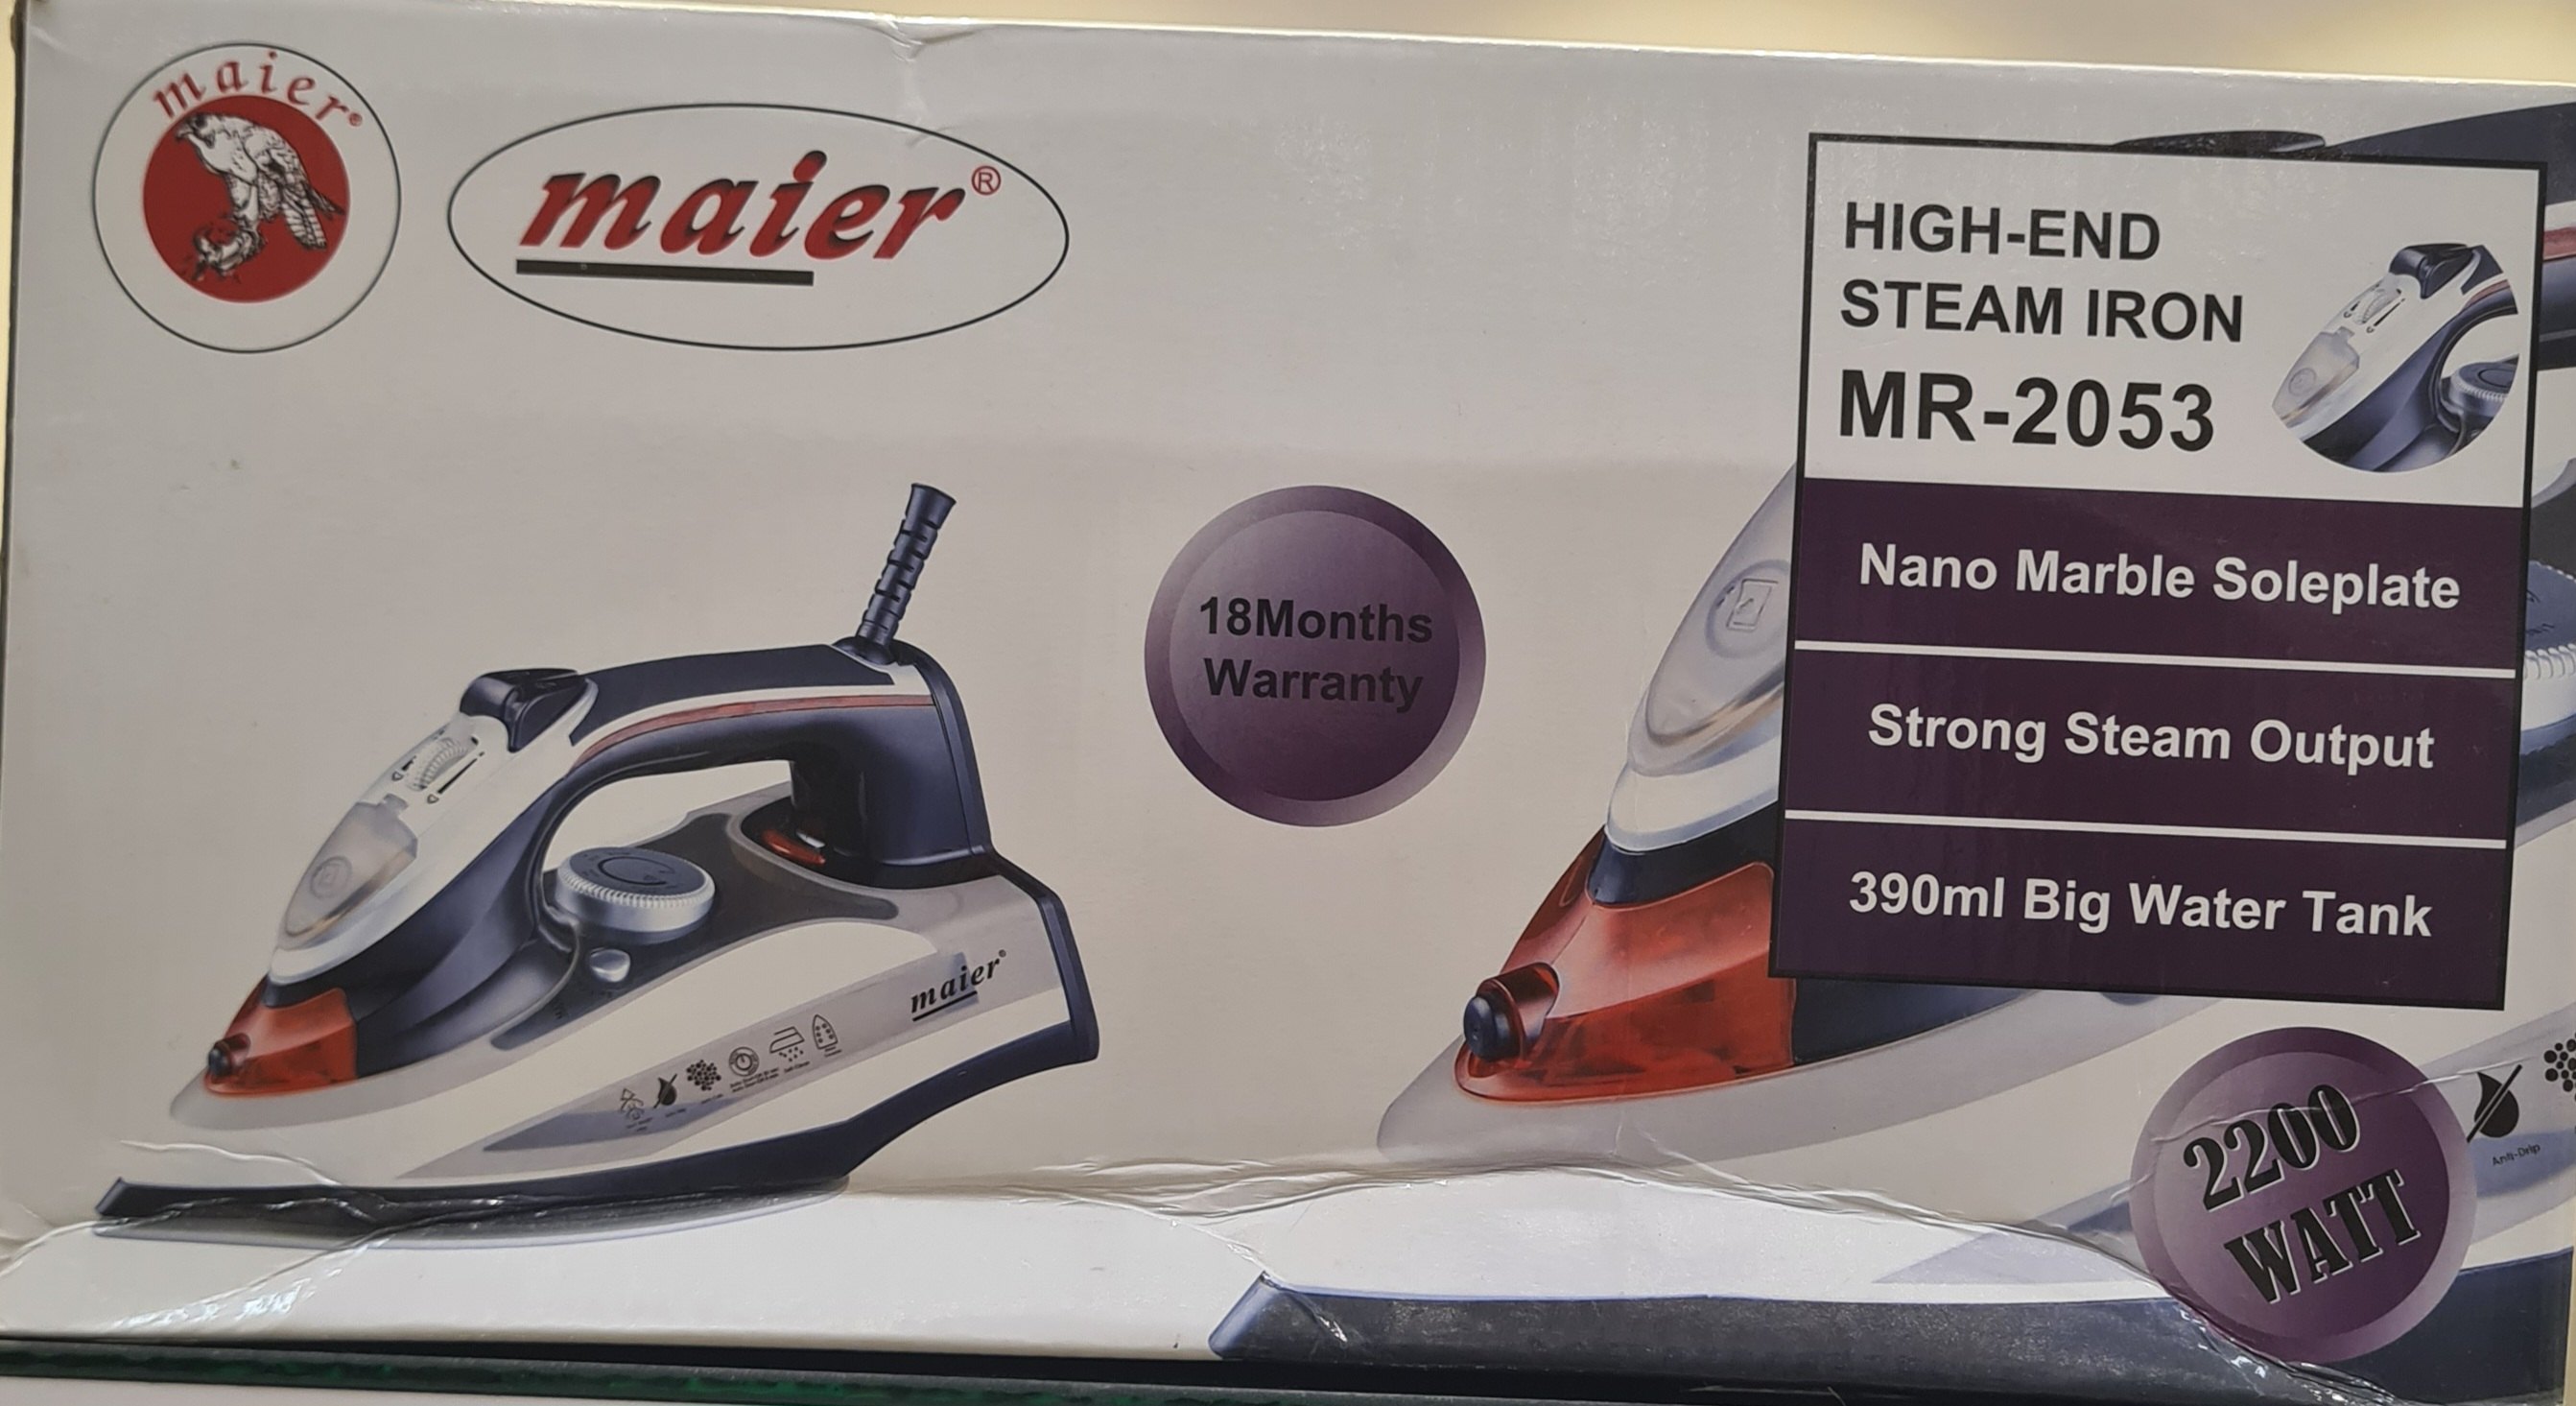 maier®
maier®
HIGH-END
STEAM IRON
MR-2053
Nano Marble Soleplate
Strong Steam Output
390ml Big Water Tank
18Months
Warranty
maier®
2200
WATT
Anti-Drip